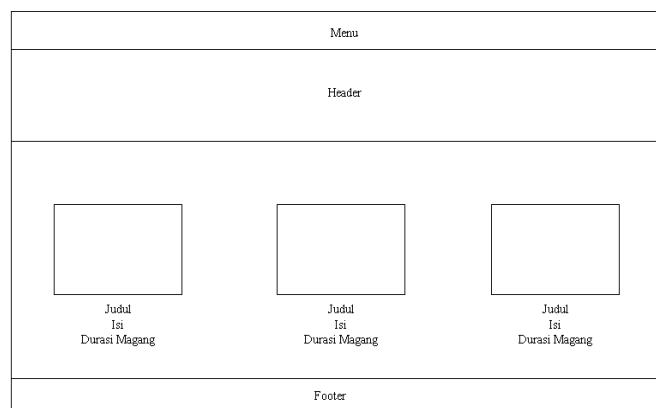 Menu
Header
Judul
Isi
Durasi Magang
Judul
Isi
Durasi Magang
Judul
Isi
Durasi Magang
Footer